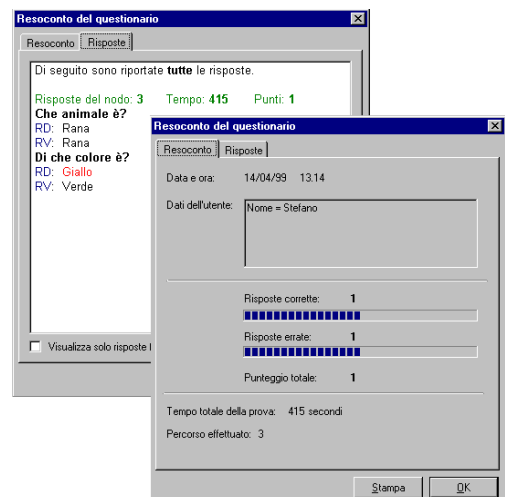 Resoconto del questionario
Resoconto Risposte
Di seguito sono riportate tutte le risposte.
Risposte del nodo: 3 Tempo: 415 Punti: 1
Che animale è?
RD: Rana
RV: Rana
Di che colore è?
RD: Giallo
RV: Verde
Visualizza solo risposte
Resoconto del questionario
Resoconto Risposte
Data e ora: 14/04/99 13.14
Dati dell'utente: Nome = Stefano
Risposte corrette: 1
Risposte errate: 1
Punteggio totale: 1
Tempo totale della prova: 415 secondi
Percorso effettuato: 3
Stampa OK